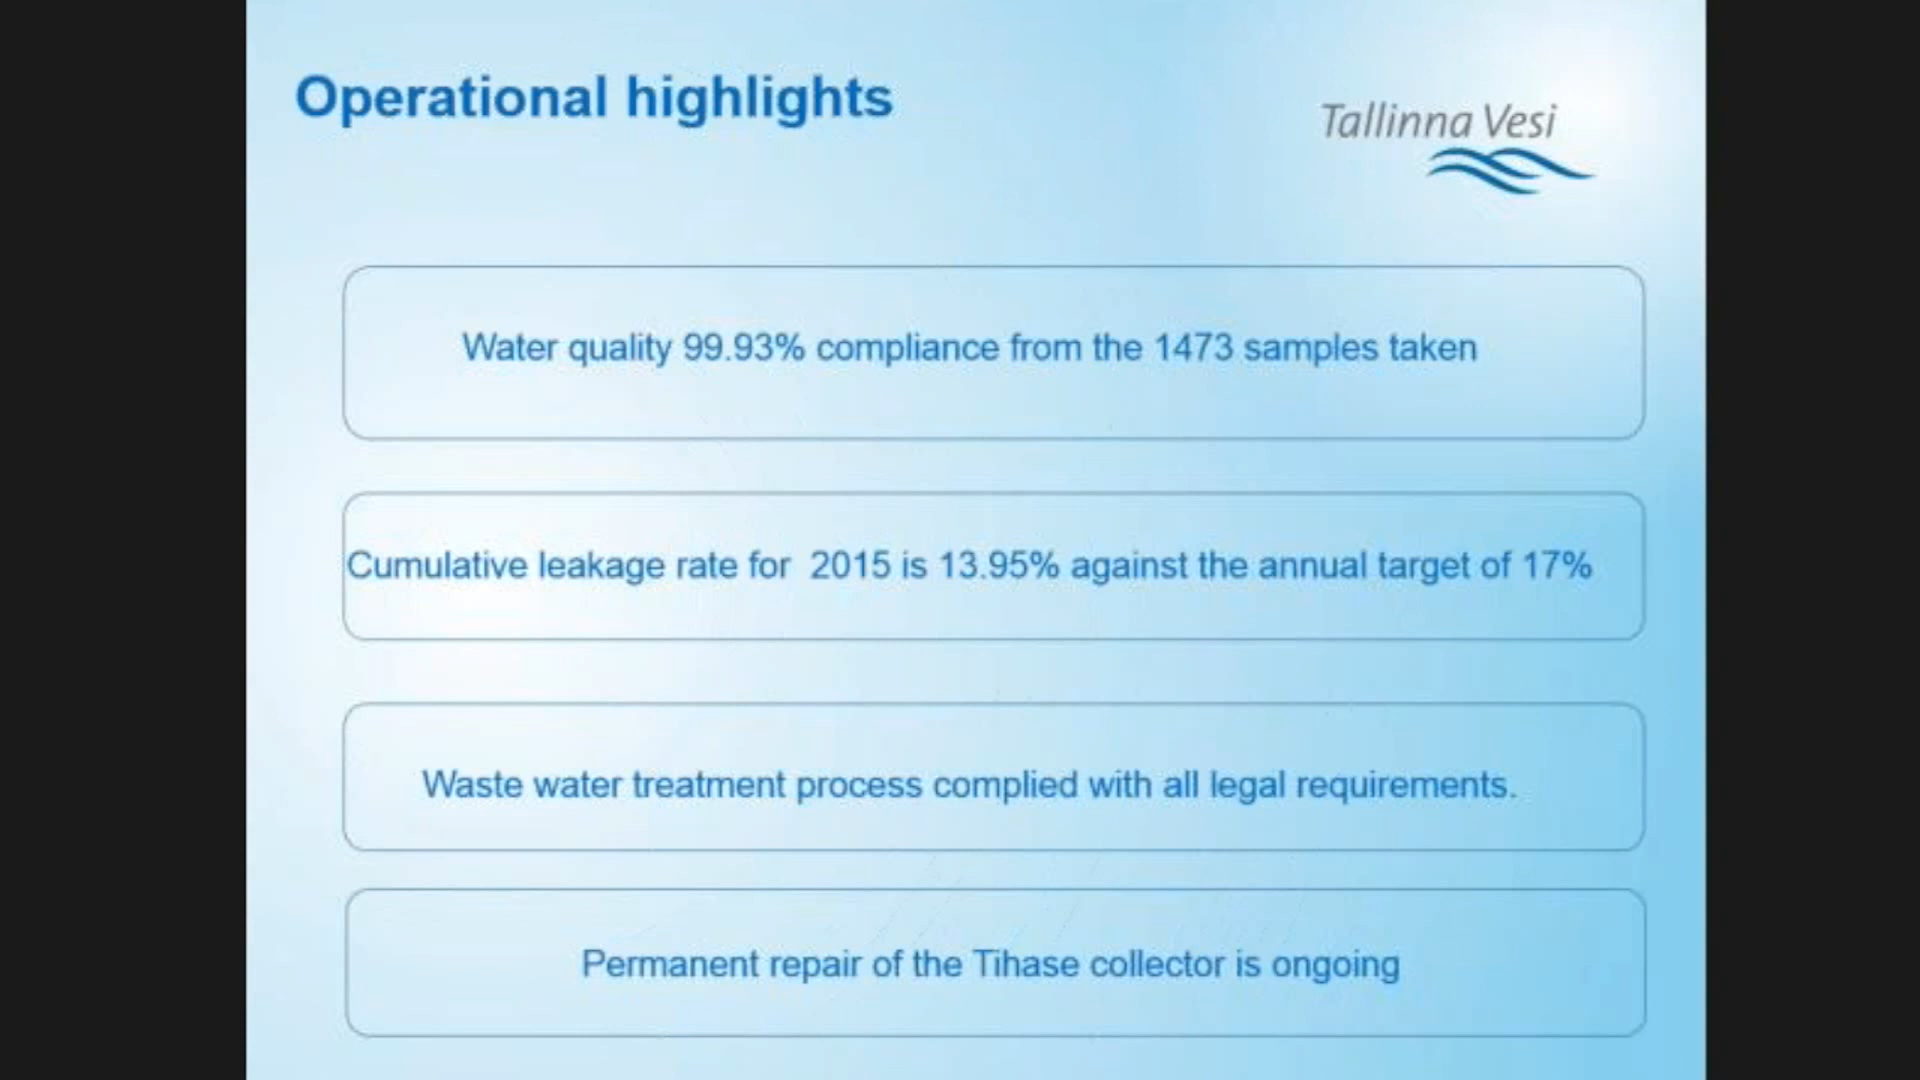 Operational highlights
Tallinna Vesi
Water quality 99.93% compliance from the 1473 samples taken
Cumulative leakage rate for  2015 is 13.95% against the annual target of 17%
Waste water treatment process complied with all legal requirements.
Permanent repair of the Tihase collector is ongoing